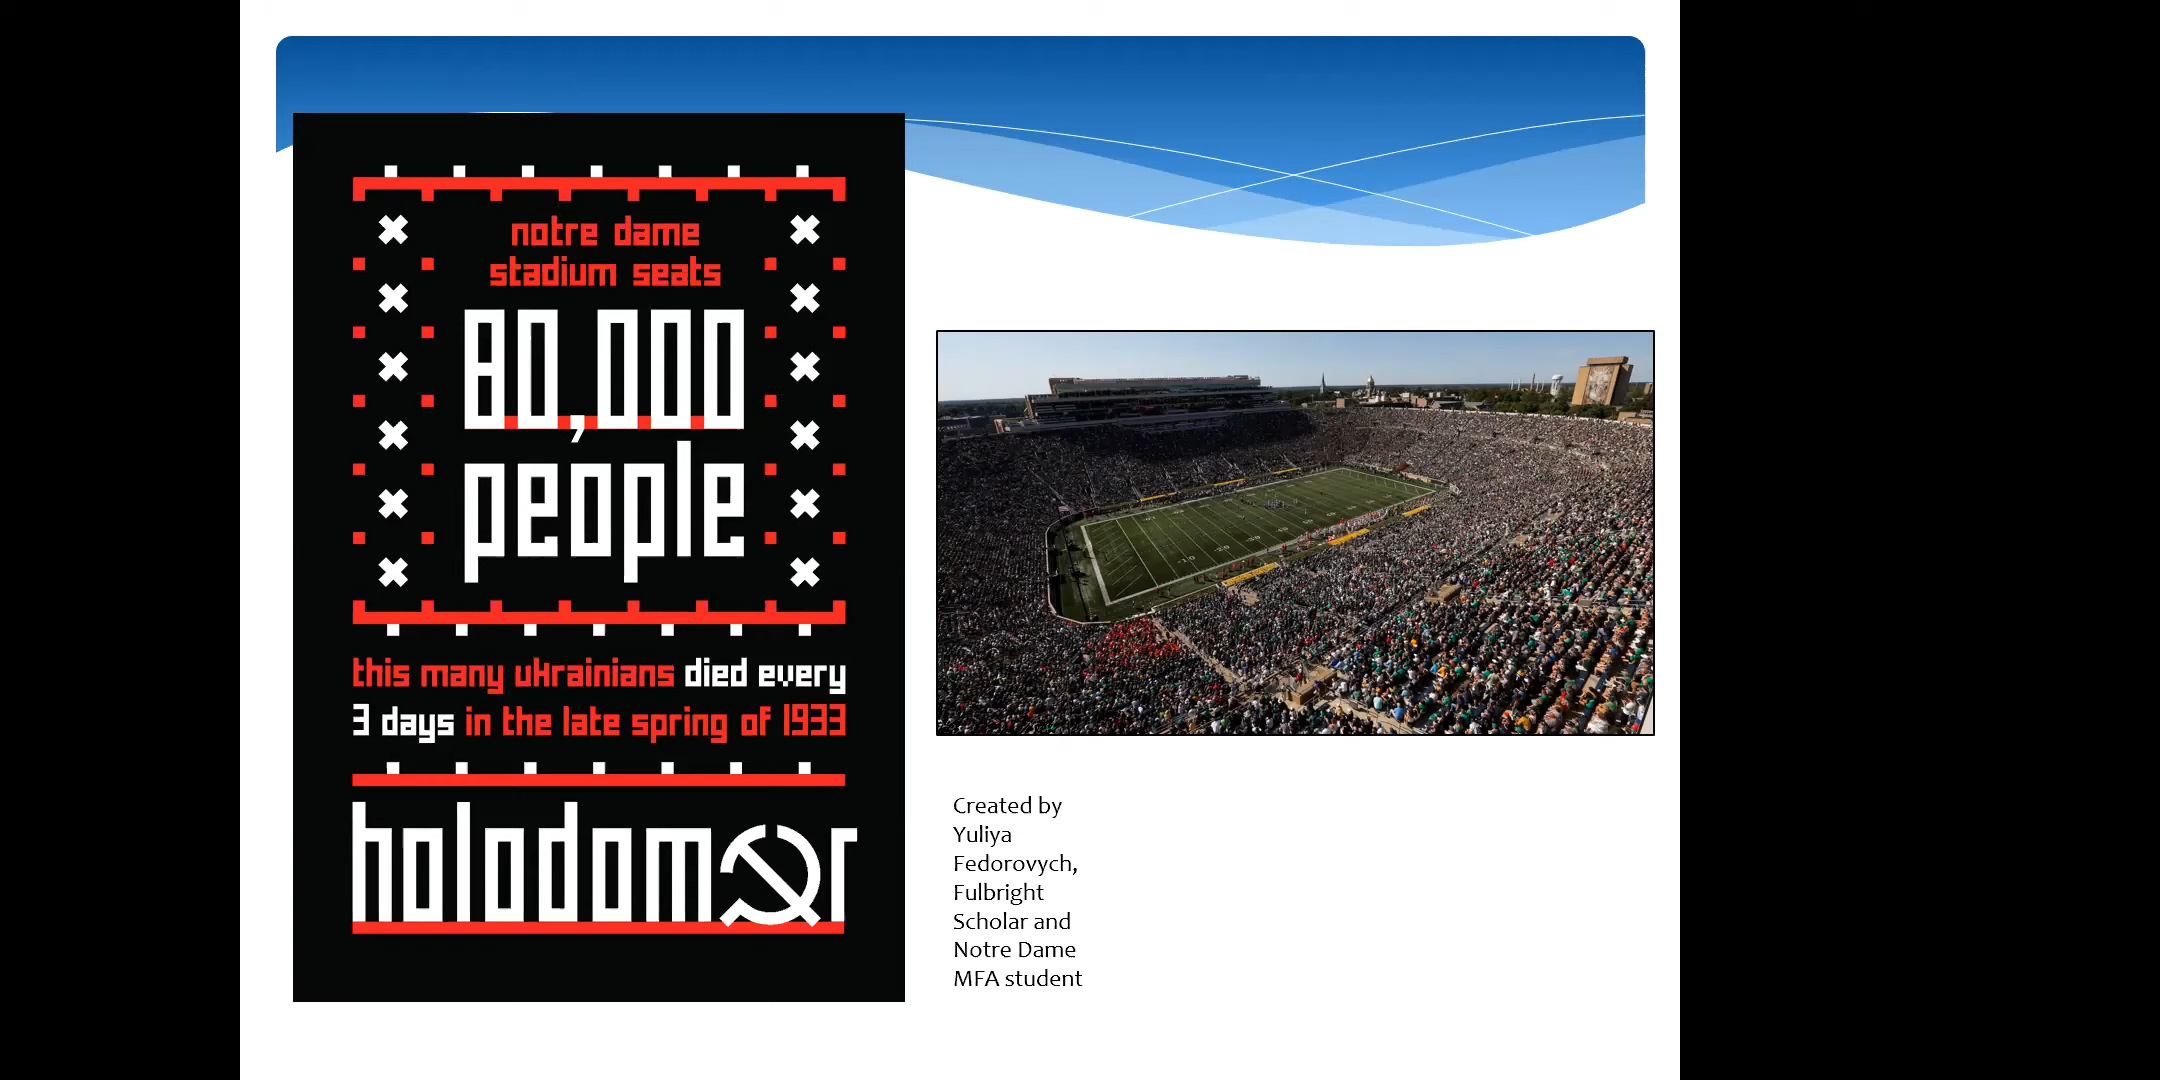 notre dame
stadium seats
80,000
people
this many ukrainians died every
3 days in the late spring of 1933
holodomor
Created by
Yuliya
Fedorovych,
Fulbright
Scholar and
Notre Dame
MFA student